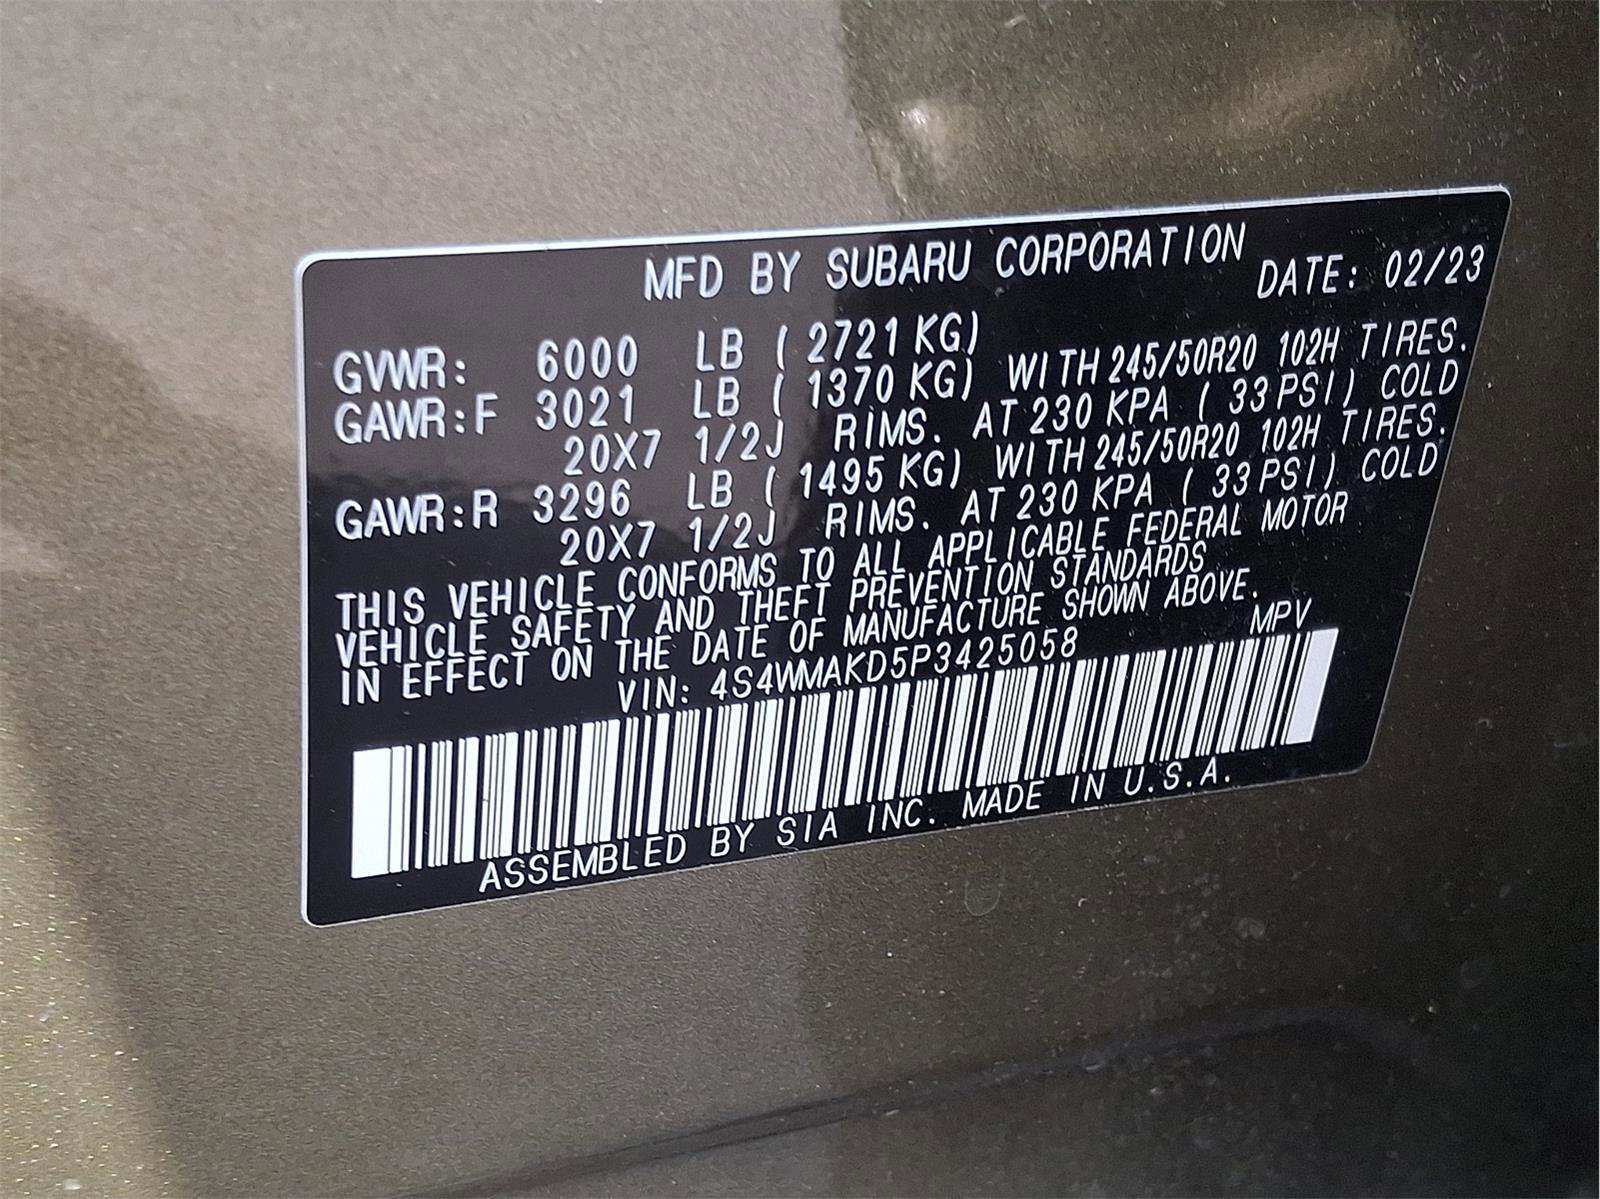 MFD BY SUBARU CORPORATION DATE: 02/23
GVWR: 6000 LB ( 2721 KG)
GAWR:F 3021 LB ( 1370 KG) WITH 245/50R20 102H TIRES.
20X7 1/2J RIMS. AT 230 KPA ( 33 PSI) COLD
GAWR:R 3296 LB ( 1495 KG) WITH 245/50R20 102H TIRES.
20X7 1/2J RIMS. AT 230 KPA ( 33 PSI) COLD
THIS VEHICLE CONFORMS TO ALL APPLICABLE FEDERAL MOTOR
VEHICLE SAFETY AND THEFT PREVENTION STANDARDS
IN EFFECT ON THE DATE OF MANUFACTURE SHOWN ABOVE.
VIN: 4S4WMAKD5P3425058 MPV
ASSEMBLED BY SIA INC. MADE IN U.S.A.